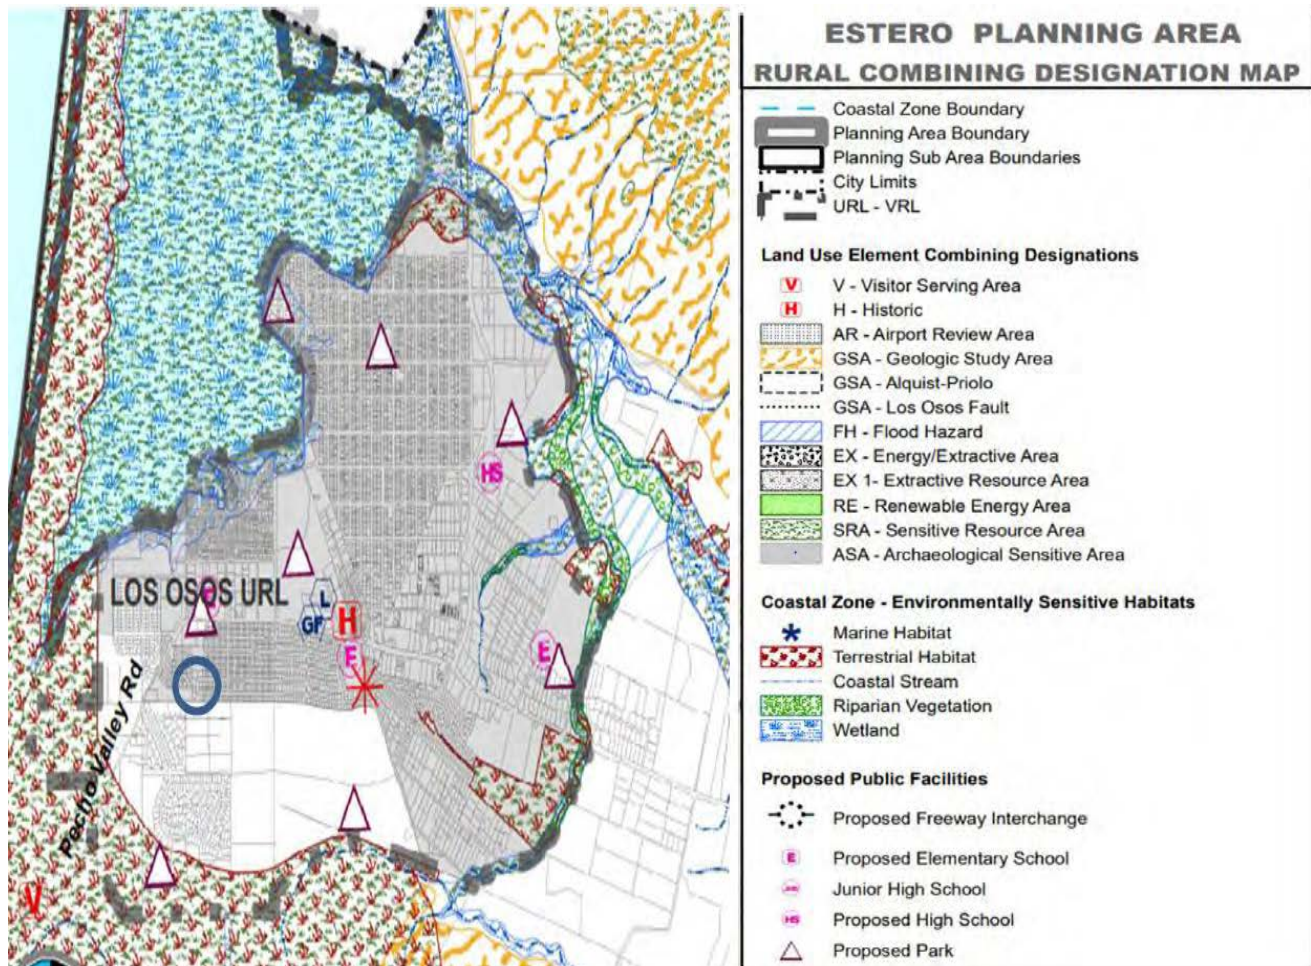 ESTERO PLANNING AREA
RURAL COMBINING DESIGNATION MAP
Coastal Zone Boundary
Planning Area Boundary
Planning Sub Area Boundaries
City Limits
URL - VRL
Land Use Element Combining Designations
V V - Visitor Serving Area
H H - Historic
AR - Airport Review Area
GSA - Geologic Study Area
GSA - Alquist-Priolo
GSA - Los Osos Fault
FH - Flood Hazard
EX - Energy/Extractive Area
EX 1- Extractive Resource Area
RE - Renewable Energy Area
SRA - Sensitive Resource Area
ASA - Archaeological Sensitive Area
Coastal Zone - Environmentally Sensitive Habitats
Marine Habitat
Terrestrial Habitat
Coastal Stream
Riparian Vegetation
Wetland
Proposed Public Facilities
Proposed Freeway Interchange
E Proposed Elementary School
Junior High School
HS Proposed High School
Proposed Park
HS
LOS OSOS URL
L
GF
H
E
E
Pecho Valley Rd
V